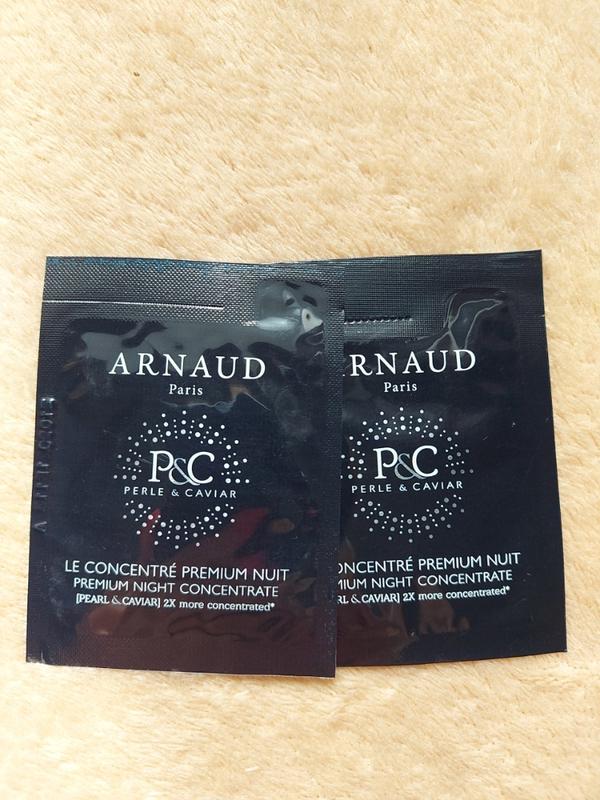 ARNAUD
Paris
P&C
PERLE & CAVIAR
LE CONCENTRÉ PREMIUM NUIT
PREMIUM NIGHT CONCENTRATE
[PEARL & CAVIAR] 2X more concentrated*
RNAUD
Paris
P&C
PERLE & CAVIAR
ONCENTRÉ PREMIUM NUIT
MIUM NIGHT CONCENTRATE
RL & CAVIAR] 2X more concentrated*